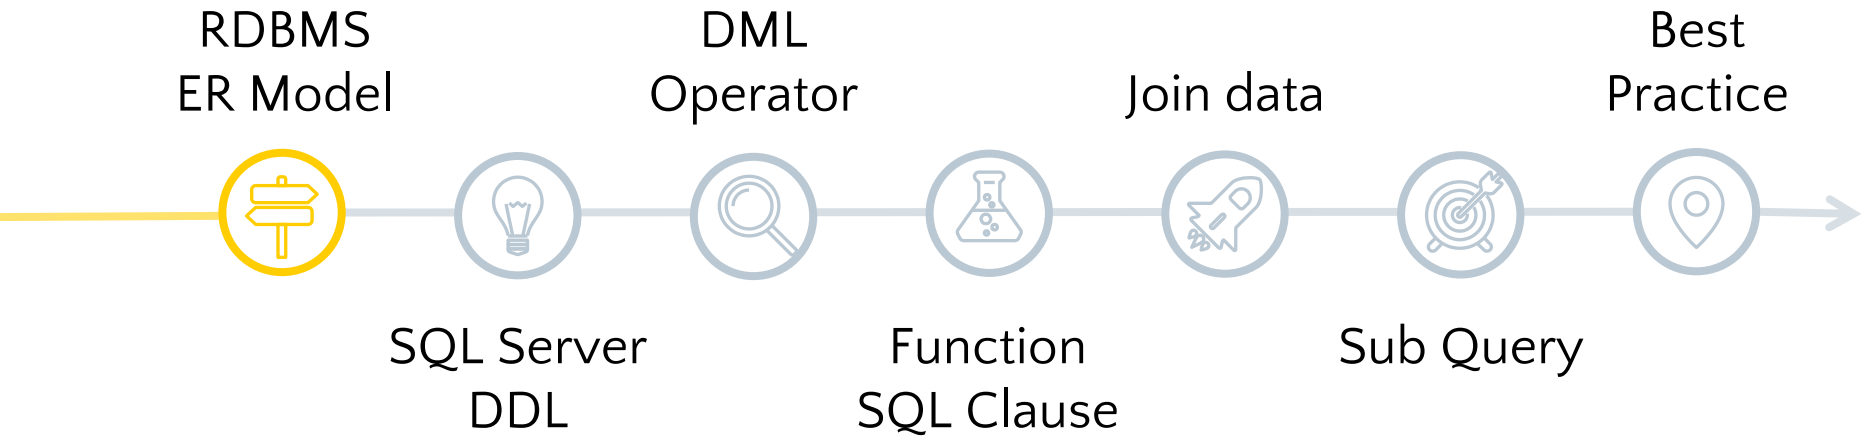 RDBMS
ER Model
SQL Server
DDL
DML
Operator
Function
SQL Clause
Join data
Sub Query
Best
Practice